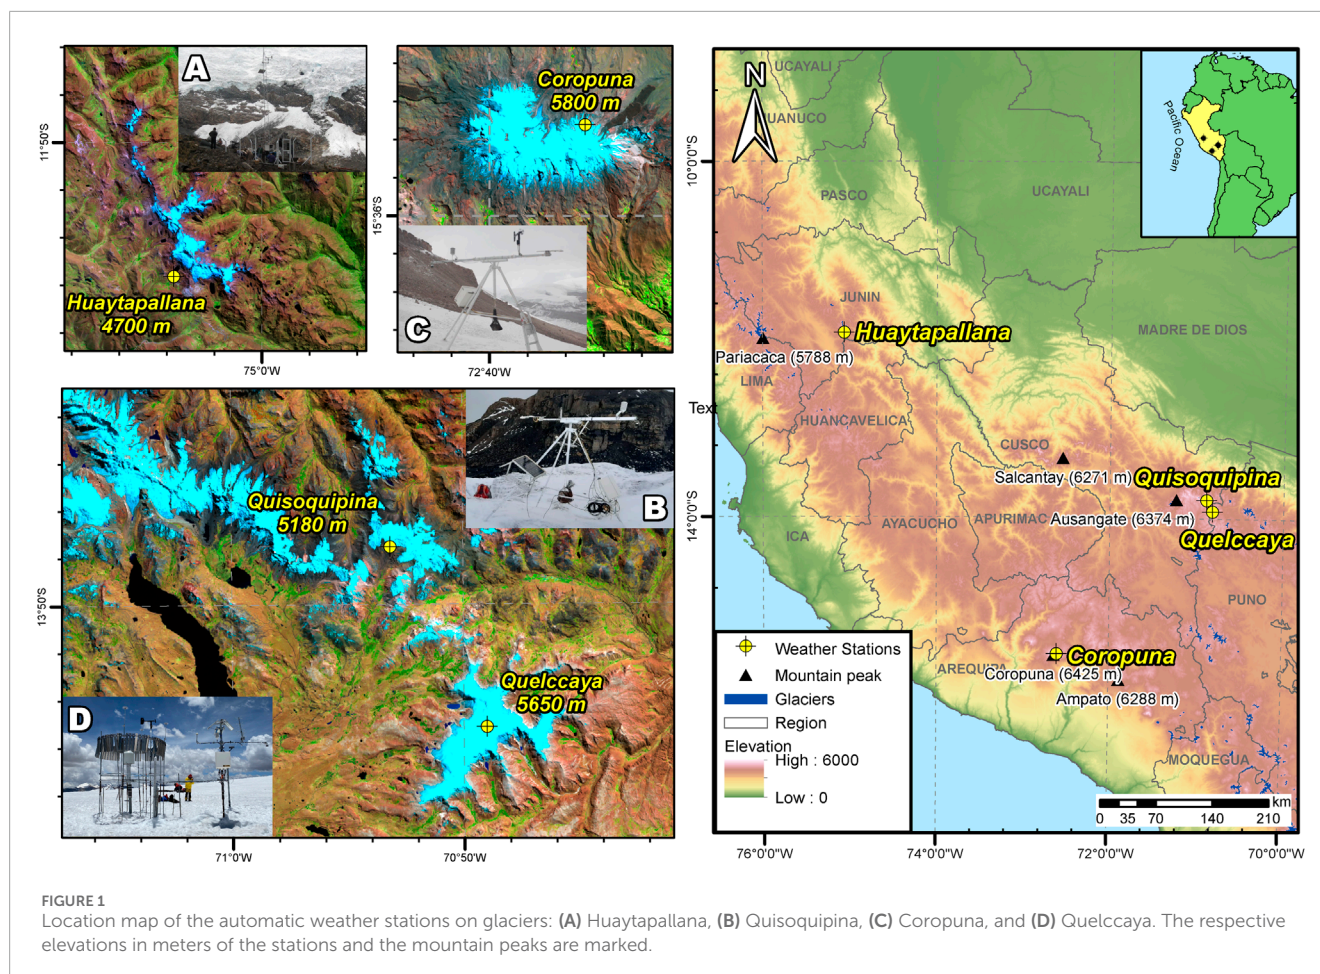 A
11°50'S
Huaytapallana
4700 m
75°0'W
Coropuna
5800 m
15°36'S
C
72°40'W
Quisoquipina
5180 m
B
13°50'S
Quelccaya
5650 m
D
71°0'W
70°50'W
N
UCAYALI
UANUCO
PASCO
UCAYALI
Pacific Ocean
10°0'0"S
JUNIN
Huaytapallana
MADRE DE DIOS
Pariacaca (5788 m)
LIMA
Text
HUANCAVELICA
CUSCO
Salcantay (6271 m)
Quisoquipina
Ausangate (6374 m)
14°0'0"S
AYACUCHO
APURIMAC
ICA
Quelccaya
PUNO
Coropuna
AREQUIPA
Coropuna (6425 m)
Ampato (6288 m)
MOQUEGUA
Weather Stations
Mountain peak
Glaciers
Region
Elevation
High : 6000
Low : 0
km
0 35 70 140 210
76°0'0"W
74°0'0"W
72°0'0"W
70°0'0"W
FIGURE 1
Location map of the automatic weather stations on glaciers: (A) Huaytapallana, (B) Quisoquipina, (C) Coropuna, and (D) Quelccaya. The respective
elevations in meters of the stations and the mountain peaks are marked.